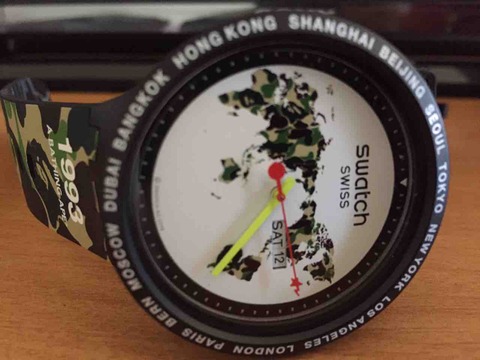 HONG KONG SHANGHAI BEIJING SEOUL TOKYO NEW YORK LOS ANGELES LONDON PARIS BERN MOSCOW DUBAI BANGKOK
swatch
SWISS
SAT 12
1993
A BATHING APE